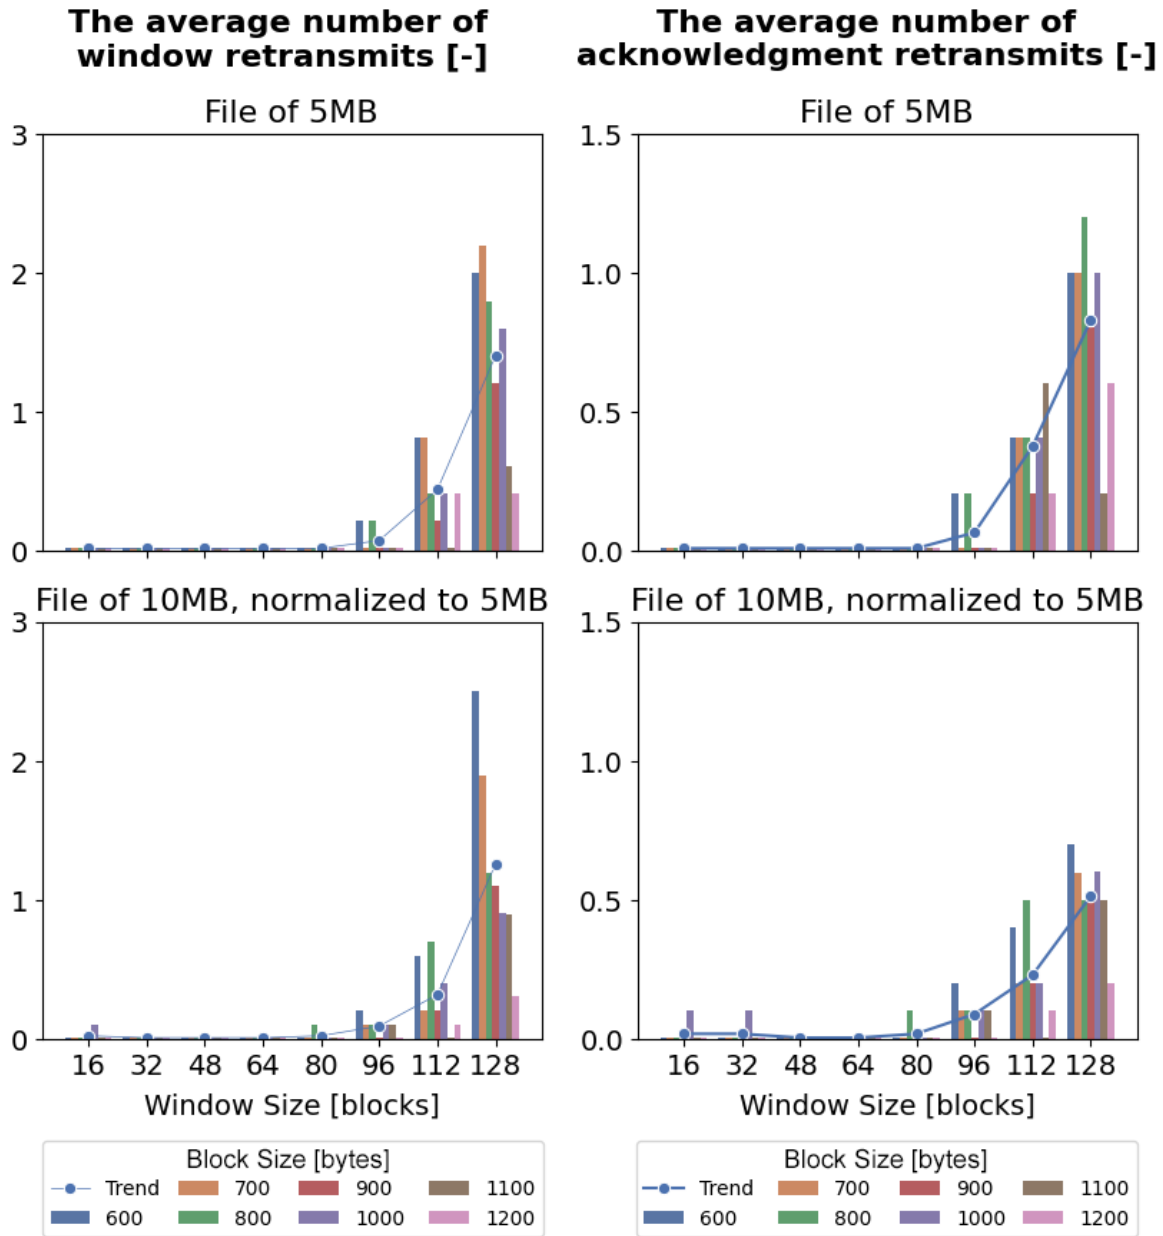 The average number of
window retransmits [-]
The average number of
acknowledgment retransmits [-]
File of 5MB
3
2
1
0
File of 5MB
1.5
1.0
0.5
0.0
File of 10MB, normalized to 5MB
3
2
1
0
16 32 48 64 80 96 112 128
Window Size [blocks]
File of 10MB, normalized to 5MB
1.5
1.0
0.5
0.0
16 32 48 64 80 96 112 128
Window Size [blocks]
Block Size [bytes]
Trend 700 900 1100
600 800 1000 1200
Block Size [bytes]
Trend 700 900 1100
600 800 1000 1200